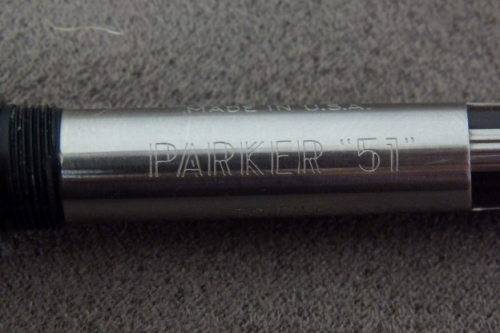 MADE IN U.S.A.
PARKER "51"